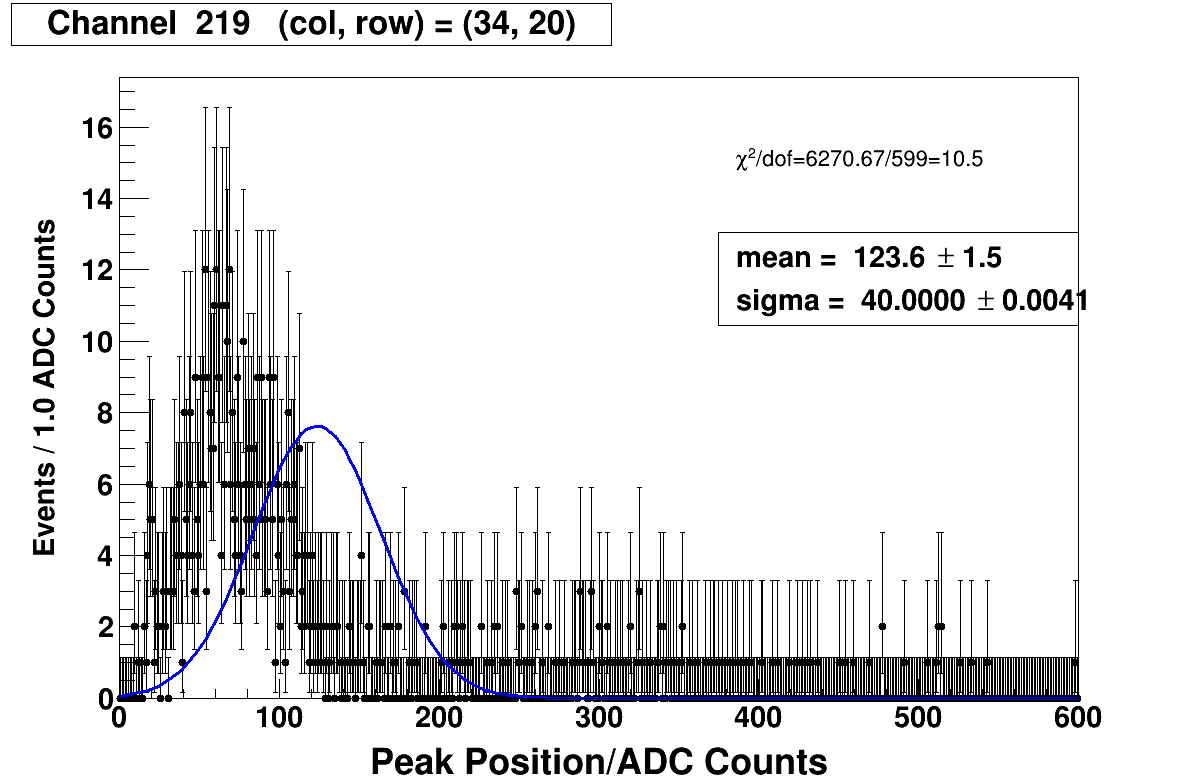 Channel 219 (col, row) = (34, 20)
χ²/dof=6270.67/599=10.5
mean = 123.6 ± 1.5
sigma = 40.0000 ± 0.0041
Events / 1.0 ADC Counts
16
14
12
10
8
6
4
2
0
0 100 200 300 400 500 600
Peak Position/ADC Counts